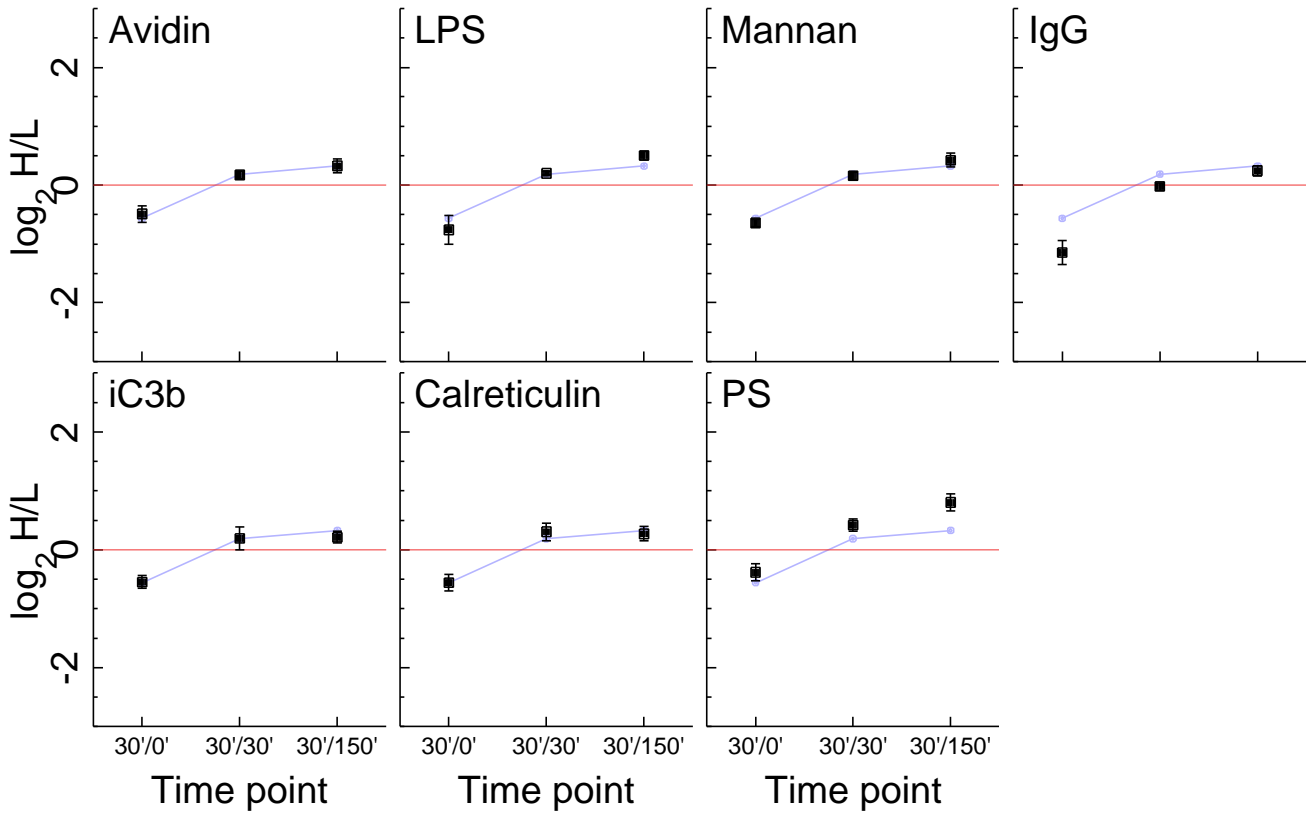 Avidin
LPS
Mannan
IgG
2
0
-2
log2 H/L
iC3b
Calreticulin
PS
2
0
-2
log2 H/L
30'/0' 30'/30' 30'/150'
30'/0' 30'/30' 30'/150'
30'/0' 30'/30' 30'/150'
Time point
Time point
Time point